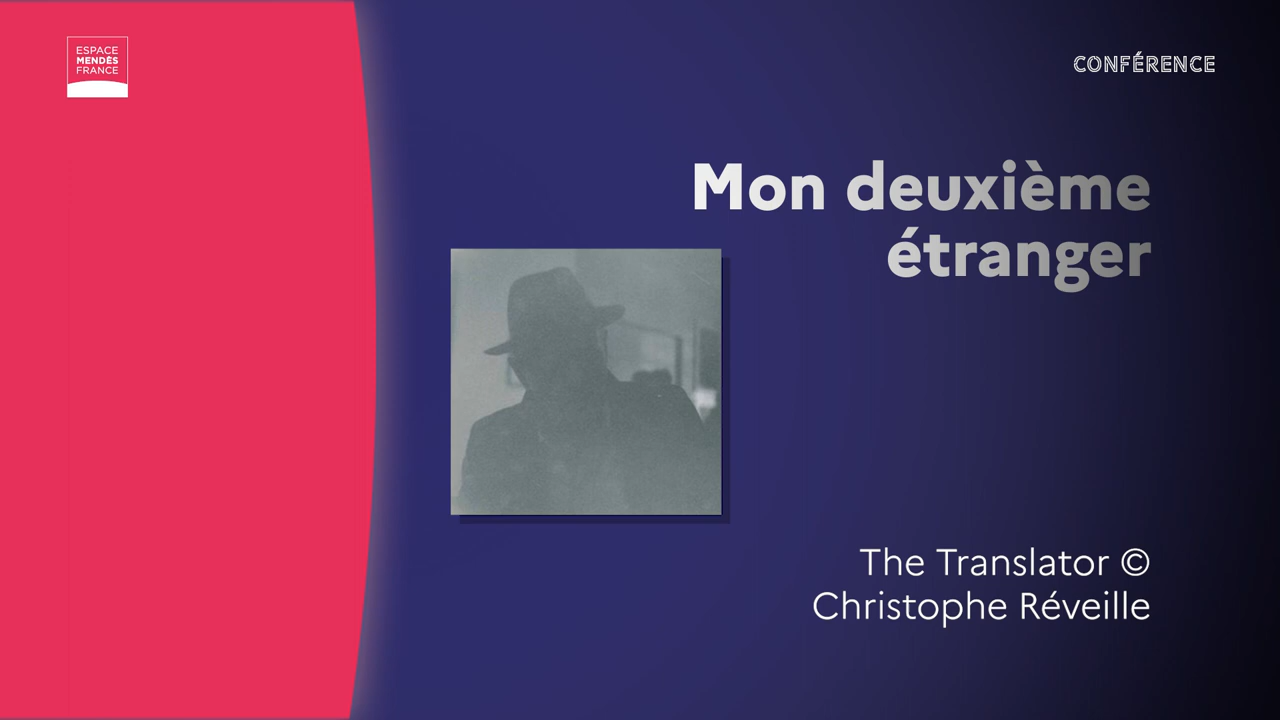 ESPACE
MENDÈS
FRANCE
CONFÉRENCE
Mon deuxième
étranger
The Translator ©
Christophe Réveille